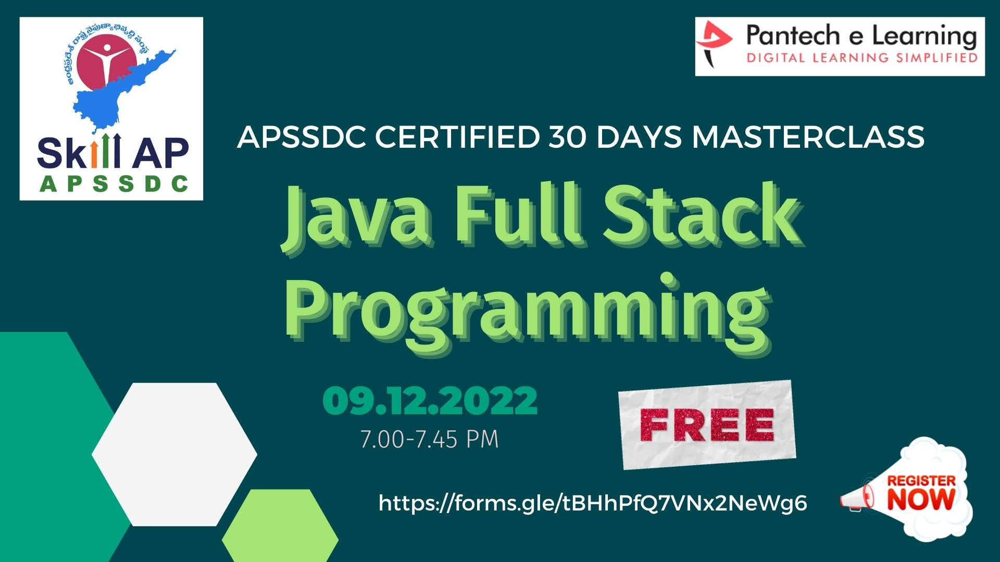 ఆంధ్రప్రదేశ్ రాష్ట్ర నైపుణ్యాభివృద్ధి సంస్థ
Skill AP
APSSDC
Pantech e Learning
DIGITAL LEARNING SIMPLIFIED
APSSDC CERTIFIED 30 DAYS MASTERCLASS
Java Full Stack
Programming
09.12.2022
7.00-7.45 PM
FREE
https://forms.gle/tBHhPfQ7VNx2NeWg6
REGISTER
NOW